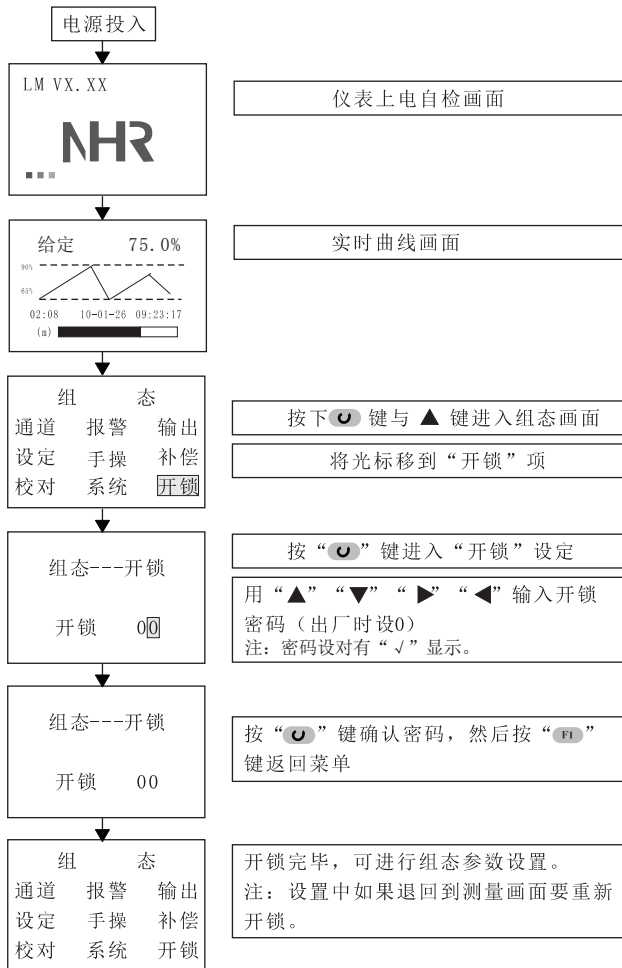 电源投入
LM VX.XX
NHR
仪表上电自检画面
给定 75.0%
90%
65%
02:08 10-01-26 09:23:17
(m)
实时曲线画面
组 态
通道 报警 输出
设定 手操 补偿
校对 系统 开锁
按下 键与 ▲ 键进入组态画面
将光标移到“开锁”项
组态---开锁
开锁 00
按“ ”键进入“开锁”设定
用“▲”“▼”“▶”“◀”输入开锁
密码（出厂时设0）
注：密码设对有“√”显示。
组态---开锁
开锁 00
按“ ”键确认密码，然后按“F1”
键返回菜单
组 态
通道 报警 输出
设定 手操 补偿
校对 系统 开锁
开锁完毕，可进行组态参数设置。
注：设置中如果退回到测量画面要重新
开锁。